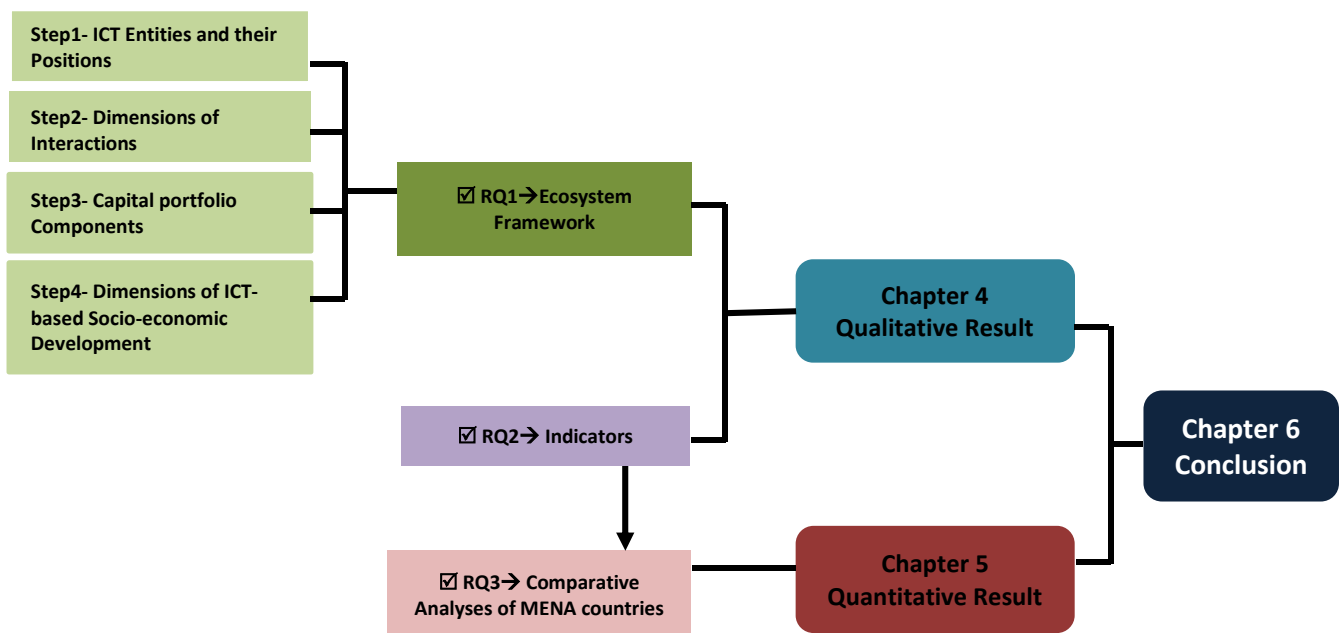 Step1- ICT Entities and their
Positions
Step2- Dimensions of
Interactions
Step3- Capital portfolio
Components
Step4- Dimensions of ICT-
based Socio-economic
Development
☑ RQ1→Ecosystem
Framework
☑ RQ2→ Indicators
☑ RQ3→ Comparative
Analyses of MENA countries
Chapter 4
Qualitative Result
Chapter 5
Quantitative Result
Chapter 6
Conclusion